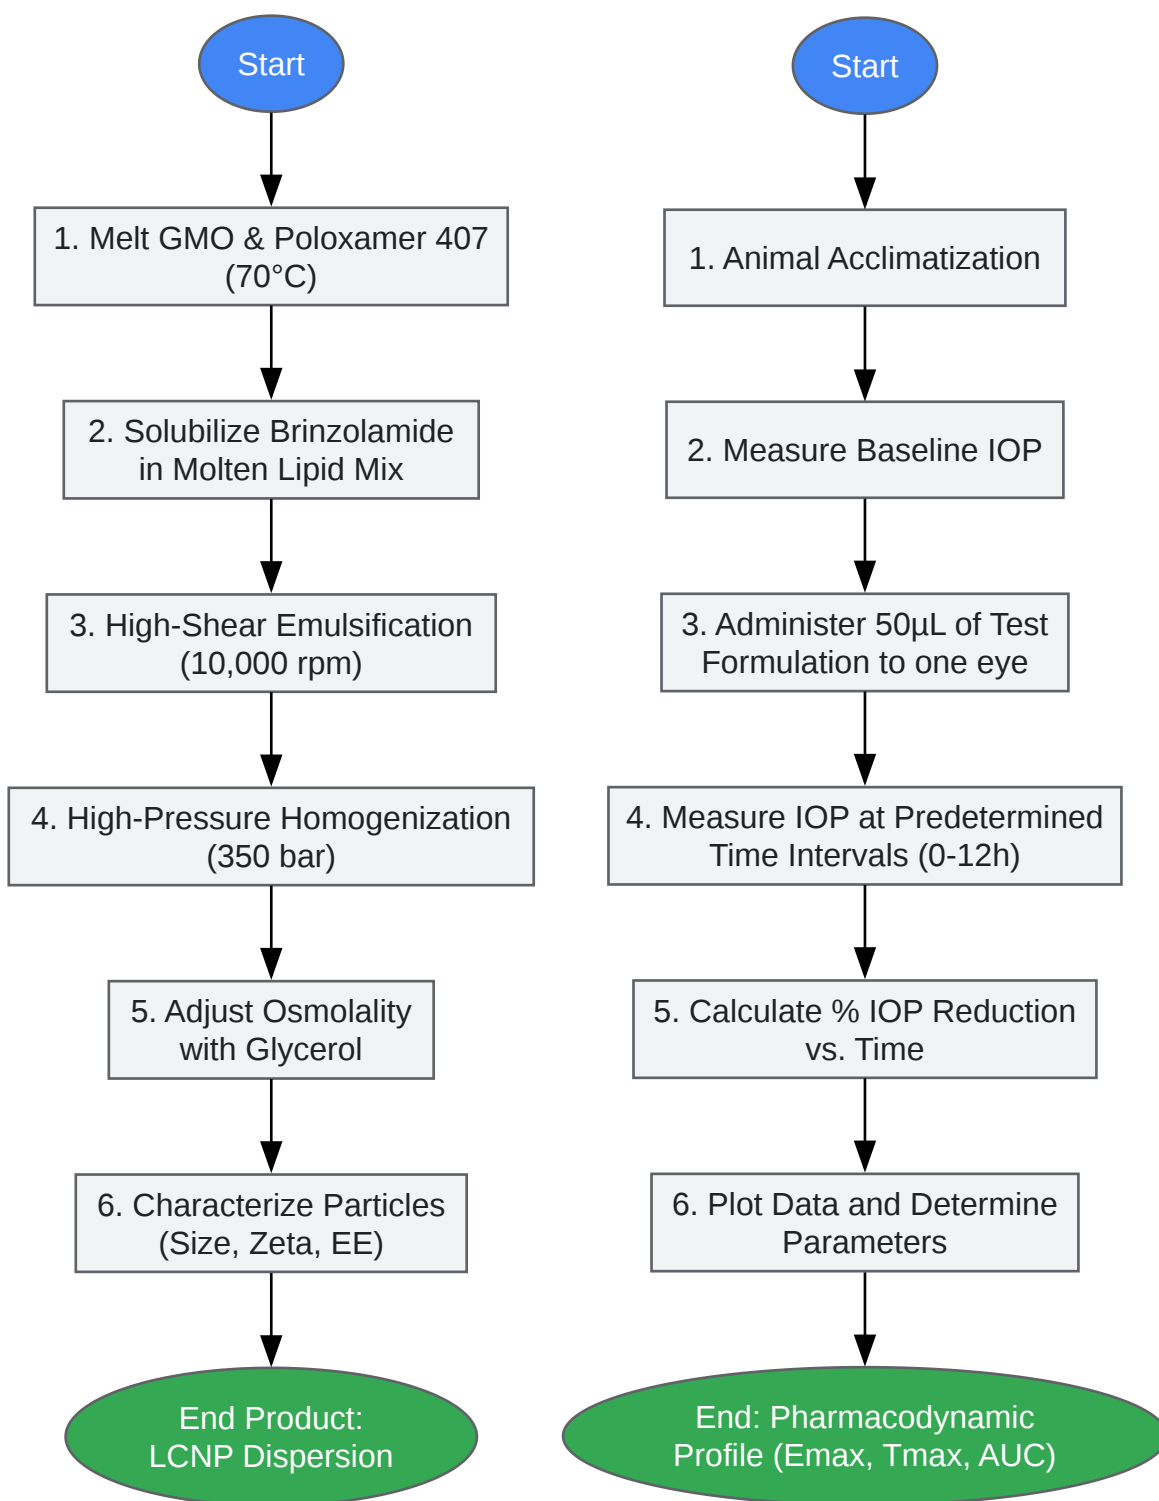 Start
1. Melt GMO & Poloxamer 407
(70°C)
2. Solubilize Brinzolamide
in Molten Lipid Mix
3. High-Shear Emulsification
(10,000 rpm)
4. High-Pressure Homogenization
(350 bar)
5. Adjust Osmolality
with Glycerol
6. Characterize Particles
(Size, Zeta, EE)
End Product:
LCNP Dispersion
Start
1. Animal Acclimatization
2. Measure Baseline IOP
3. Administer 50µL of Test
Formulation to one eye
4. Measure IOP at Predetermined
Time Intervals (0-12h)
5. Calculate % IOP Reduction
vs. Time
6. Plot Data and Determine
Parameters
End: Pharmacodynamic
Profile (Emax, Tmax, AUC)